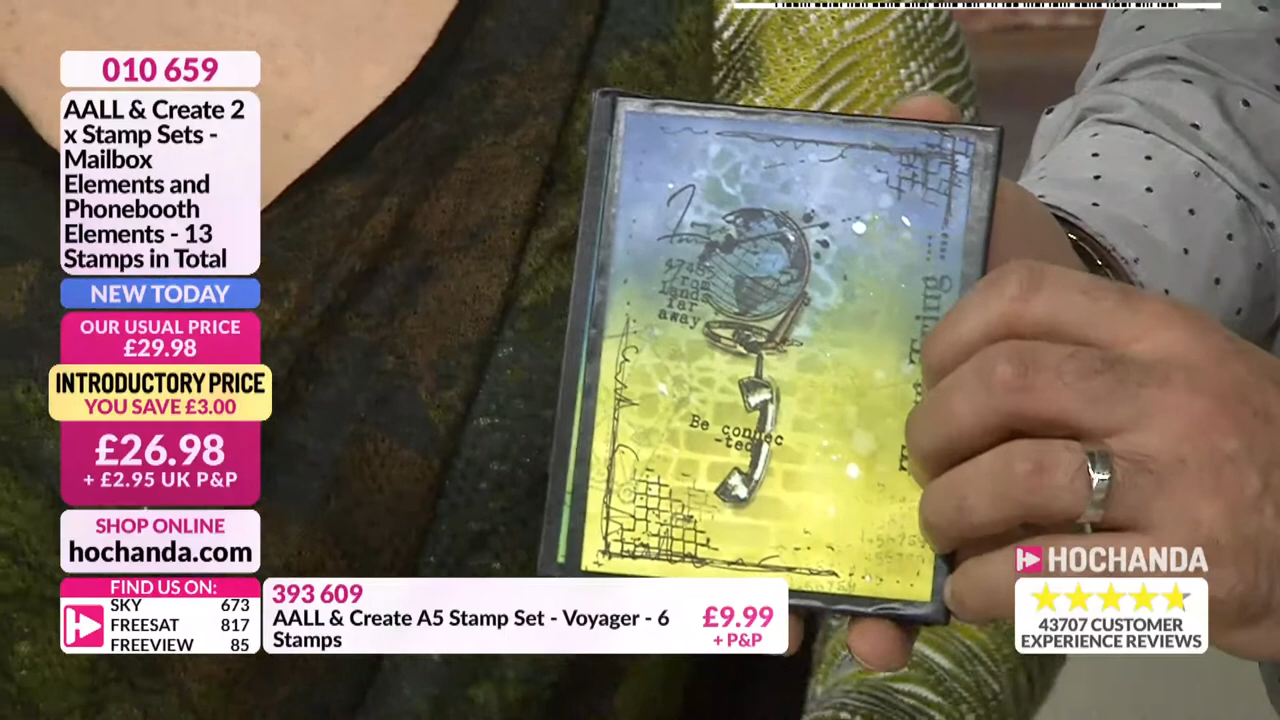 010 659
AALL & Create 2
x Stamp Sets -
Mailbox
Elements and
Phonebooth
Elements - 13
Stamps in Total
NEW TODAY
OUR USUAL PRICE
£29.98
INTRODUCTORY PRICE
YOU SAVE £3.00
£26.98
+ £2.95 UK P&P
SHOP ONLINE
hochanda.com
FIND US ON:
SKY 673
FREESAT 817
FREEVIEW 85
393 609
AALL & Create A5 Stamp Set - Voyager - 6
Stamps
£9.99
+ P&P
far
away
Be connec
-ted
HOCHANDA
43707 CUSTOMER
EXPERIENCE REVIEWS